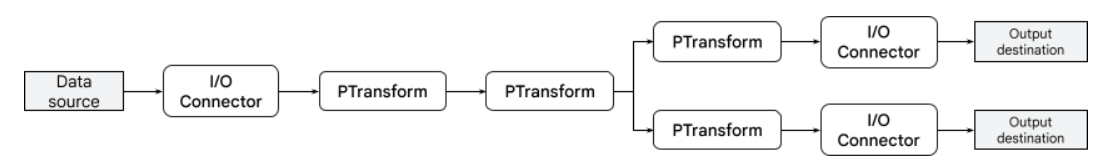 Data
source
I/O
Connector
PTransform
PTransform
PTransform
I/O
Connector
Output
destination
PTransform
I/O
Connector
Output
destination